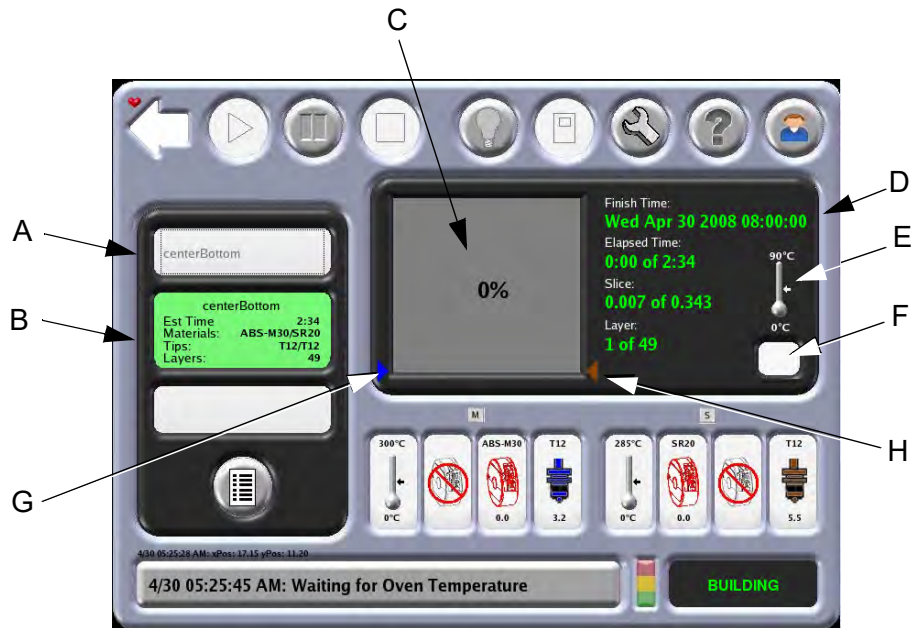 C
D
A
E
B
F
G
H
centerBottom
centerBottom
Est Time 2:34
Materials: ABS-M30/SR20
Tips: T12/T12
Layers: 49
0%
Finish Time:
Wed Apr 30 2008 08:00:00
Elapsed Time:
0:00 of 2:34
Slice:
0.007 of 0.343
Layer:
1 of 49
90°C
0°C
M
S
300°C
0°C
ABS-M30
0.0
T12
3.2
285°C
0°C
SR20
0.0
T12
5.5
4/30 05:25:28 AM: xPos: 17.15 yPos: 11.20
4/30 05:25:45 AM: Waiting for Oven Temperature
BUILDING